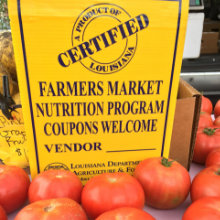 A PRODUCT OF
CERTIFIED
LOUISIANA
FARMERS MARKET
NUTRITION PROGRAM
COUPONS WELCOME
VENDOR
LOUISIANA DEPARTMENT
AGRICULTURE &